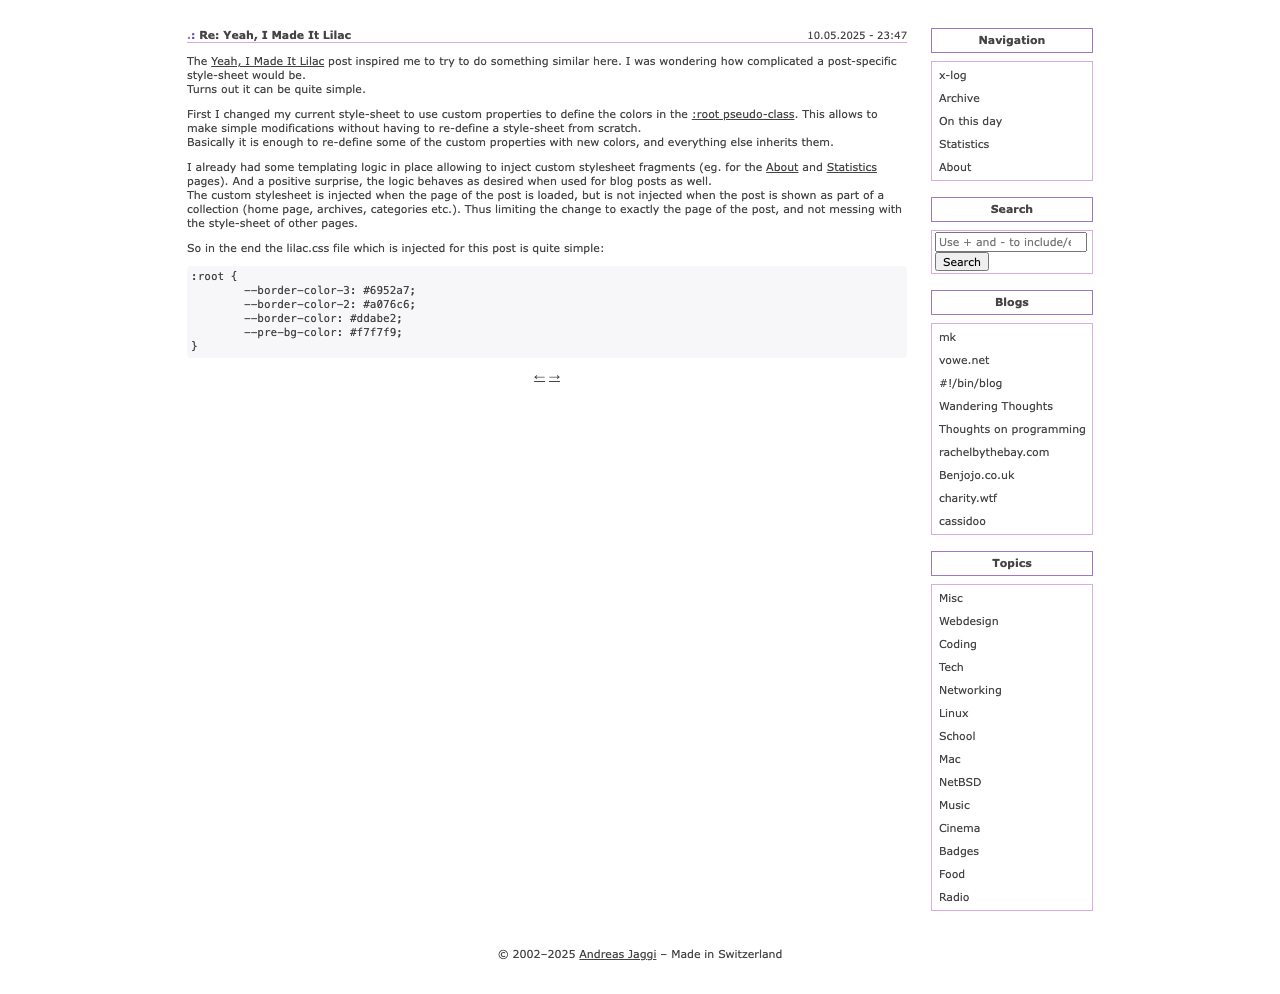 .: Re: Yeah, I Made It Lilac
10.05.2025 - 23:47
The Yeah, I Made It Lilac post inspired me to try to do something similar here. I was wondering how complicated a post-specific
style-sheet would be.
Turns out it can be quite simple.
First I changed my current style-sheet to use custom properties to define the colors in the :root pseudo-class. This allows to
make simple modifications without having to re-define a style-sheet from scratch.
Basically it is enough to re-define some of the custom properties with new colors, and everything else inherits them.
I already had some templating logic in place allowing to inject custom stylesheet fragments (eg. for the About and Statistics
pages). And a positive surprise, the logic behaves as desired when used for blog posts as well.
The custom stylesheet is injected when the page of the post is loaded, but is not injected when the post is shown as part of a
collection (home page, archives, categories etc.). Thus limiting the change to exactly the page of the post, and not messing with
the style-sheet of other pages.
So in the end the lilac.css file which is injected for this post is quite simple:
:root {
        --border-color-3: #6952a7;
        --border-color-2: #a076c6;
        --border-color: #ddabe2;
        --pre-bg-color: #f7f7f9;
}
← →
Navigation
x-log
Archive
On this day
Statistics
About
Search
Use + and - to include/e
Search
Blogs
mk
vowe.net
#!/bin/blog
Wandering Thoughts
Thoughts on programming
rachelbythebay.com
Benjojo.co.uk
charity.wtf
cassidoo
Topics
Misc
Webdesign
Coding
Tech
Networking
Linux
School
Mac
NetBSD
Music
Cinema
Badges
Food
Radio
© 2002–2025 Andreas Jaggi – Made in Switzerland